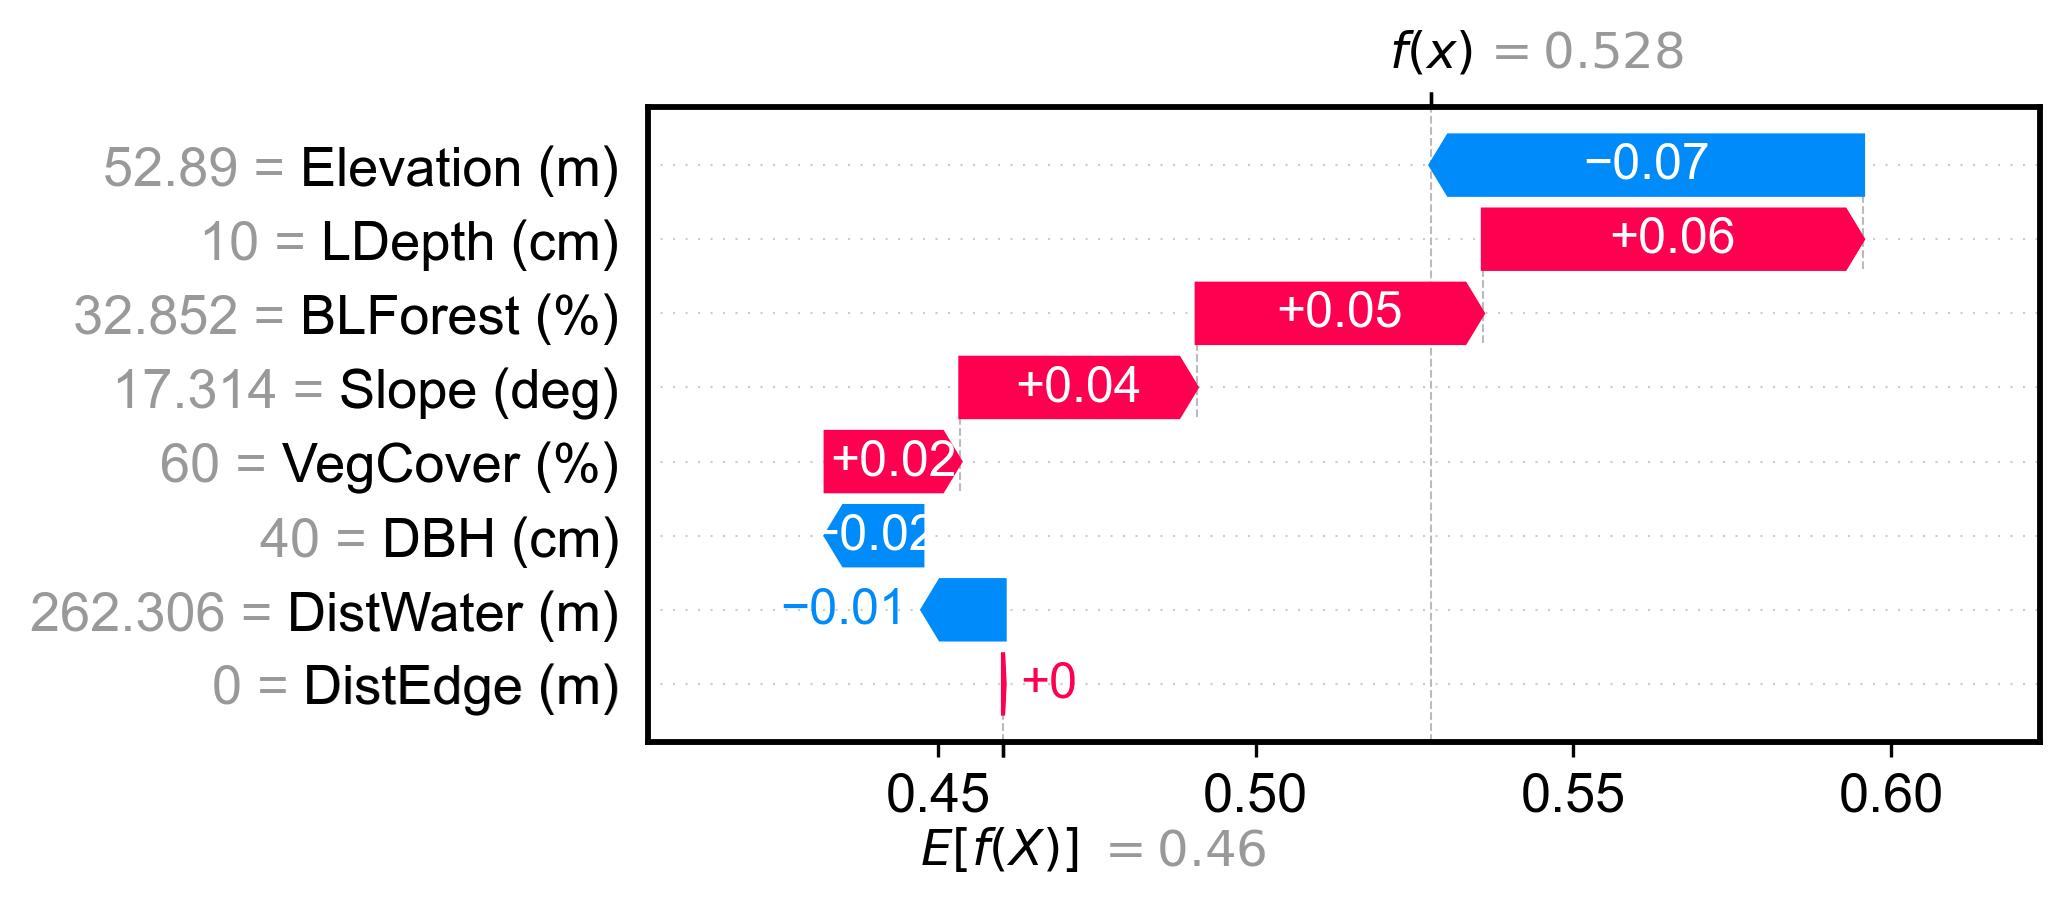 f(x) = 0.528
52.89 = Elevation (m) −0.07
10 = LDepth (cm) +0.06
32.852 = BLForest (%) +0.05
17.314 = Slope (deg) +0.04
60 = VegCover (%) +0.02
40 = DBH (cm) −0.02
262.306 = DistWater (m) −0.01
0 = DistEdge (m) +0
0.45 0.50 0.55 0.60
E[f(X)] = 0.46